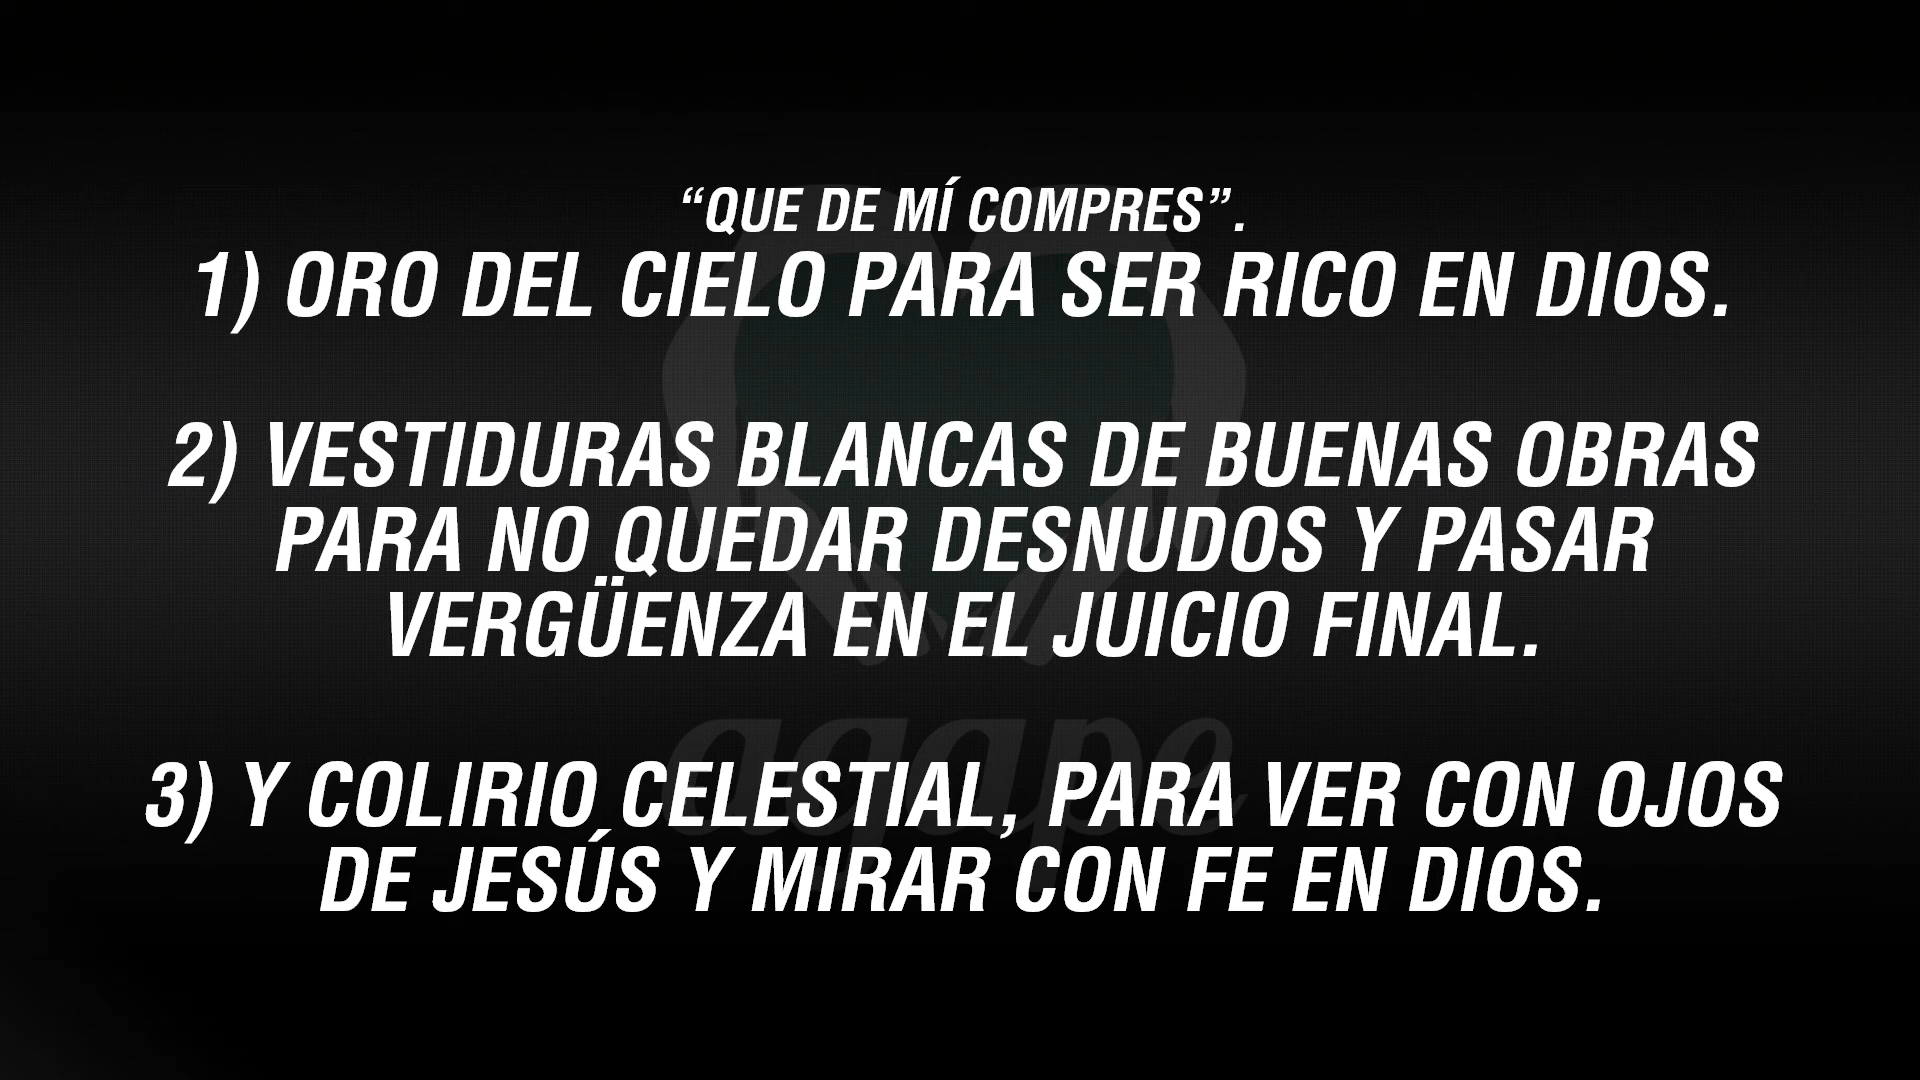 “QUE DE MÍ COMPRES”.
1) ORO DEL CIELO PARA SER RICO EN DIOS.
2) VESTIDURAS BLANCAS DE BUENAS OBRAS
PARA NO QUEDAR DESNUDOS Y PASAR
VERGÜENZA EN EL JUICIO FINAL.
agape
3) Y COLIRIO CELESTIAL, PARA VER CON OJOS
DE JESÚS Y MIRAR CON FE EN DIOS.